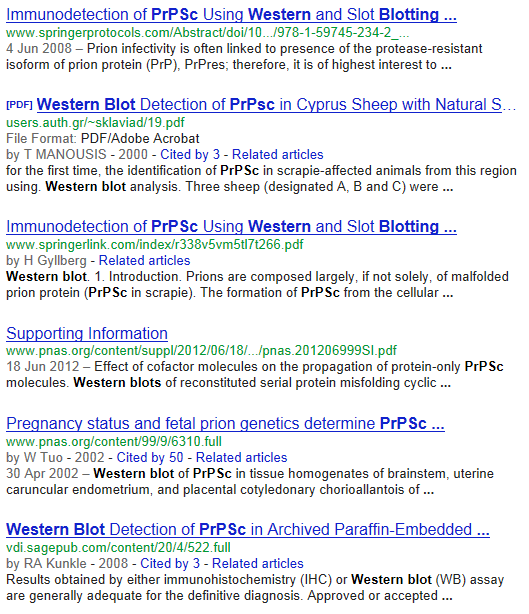 Immunodetection of PrPSc Using Western and Slot Blotting ...
www.springerprotocols.com/Abstract/doi/10.../978-1-59745-234-2_...
4 Jun 2008 – Prion infectivity is often linked to presence of the protease-resistant
isoform of prion protein (PrP), PrPres; therefore, it is of highest interest to ...
[PDF] Western Blot Detection of PrPsc in Cyprus Sheep with Natural S...
users.auth.gr/~sklaviad/19.pdf
File Format: PDF/Adobe Acrobat
by T MANOUSIS - 2000 - Cited by 3 - Related articles
for the first time, the identification of PrPSc in scrapie-affected animals from this region
using. Western blot analysis. Three sheep (designated A, B and C) were ...
Immunodetection of PrPSc Using Western and Slot Blotting ...
www.springerlink.com/index/r338v5vm5tl7t266.pdf
by H Gyllberg - Related articles
Western blot. 1. Introduction. Prions are composed largely, if not solely, of malfolded
prion protein (PrPSc in scrapie). The formation of PrPSc from the cellular ...
Supporting Information
www.pnas.org/content/suppl/2012/06/18/.../pnas.201206999SI.pdf
18 Jun 2012 – Effect of cofactor molecules on the propagation of protein-only PrPSc
molecules. Western blots of reconstituted serial protein misfolding cyclic ...
Pregnancy status and fetal prion genetics determine PrPSc ...
www.pnas.org/content/99/9/6310.full
by W Tuo - 2002 - Cited by 50 - Related articles
30 Apr 2002 – Western blot of PrPSc in tissue homogenates of brainstem, uterine
caruncular endometrium, and placental cotyledonary chorioallantois of ...
Western Blot Detection of PrPSc in Archived Paraffin-Embedded ...
vdi.sagepub.com/content/20/4/522.full
by RA Kunkle - 2008 - Cited by 3 - Related articles
Results obtained by either immunohistochemistry (IHC) or Western blot (WB) assay
are generally adequate for the definitive diagnosis. Approved or accepted ...